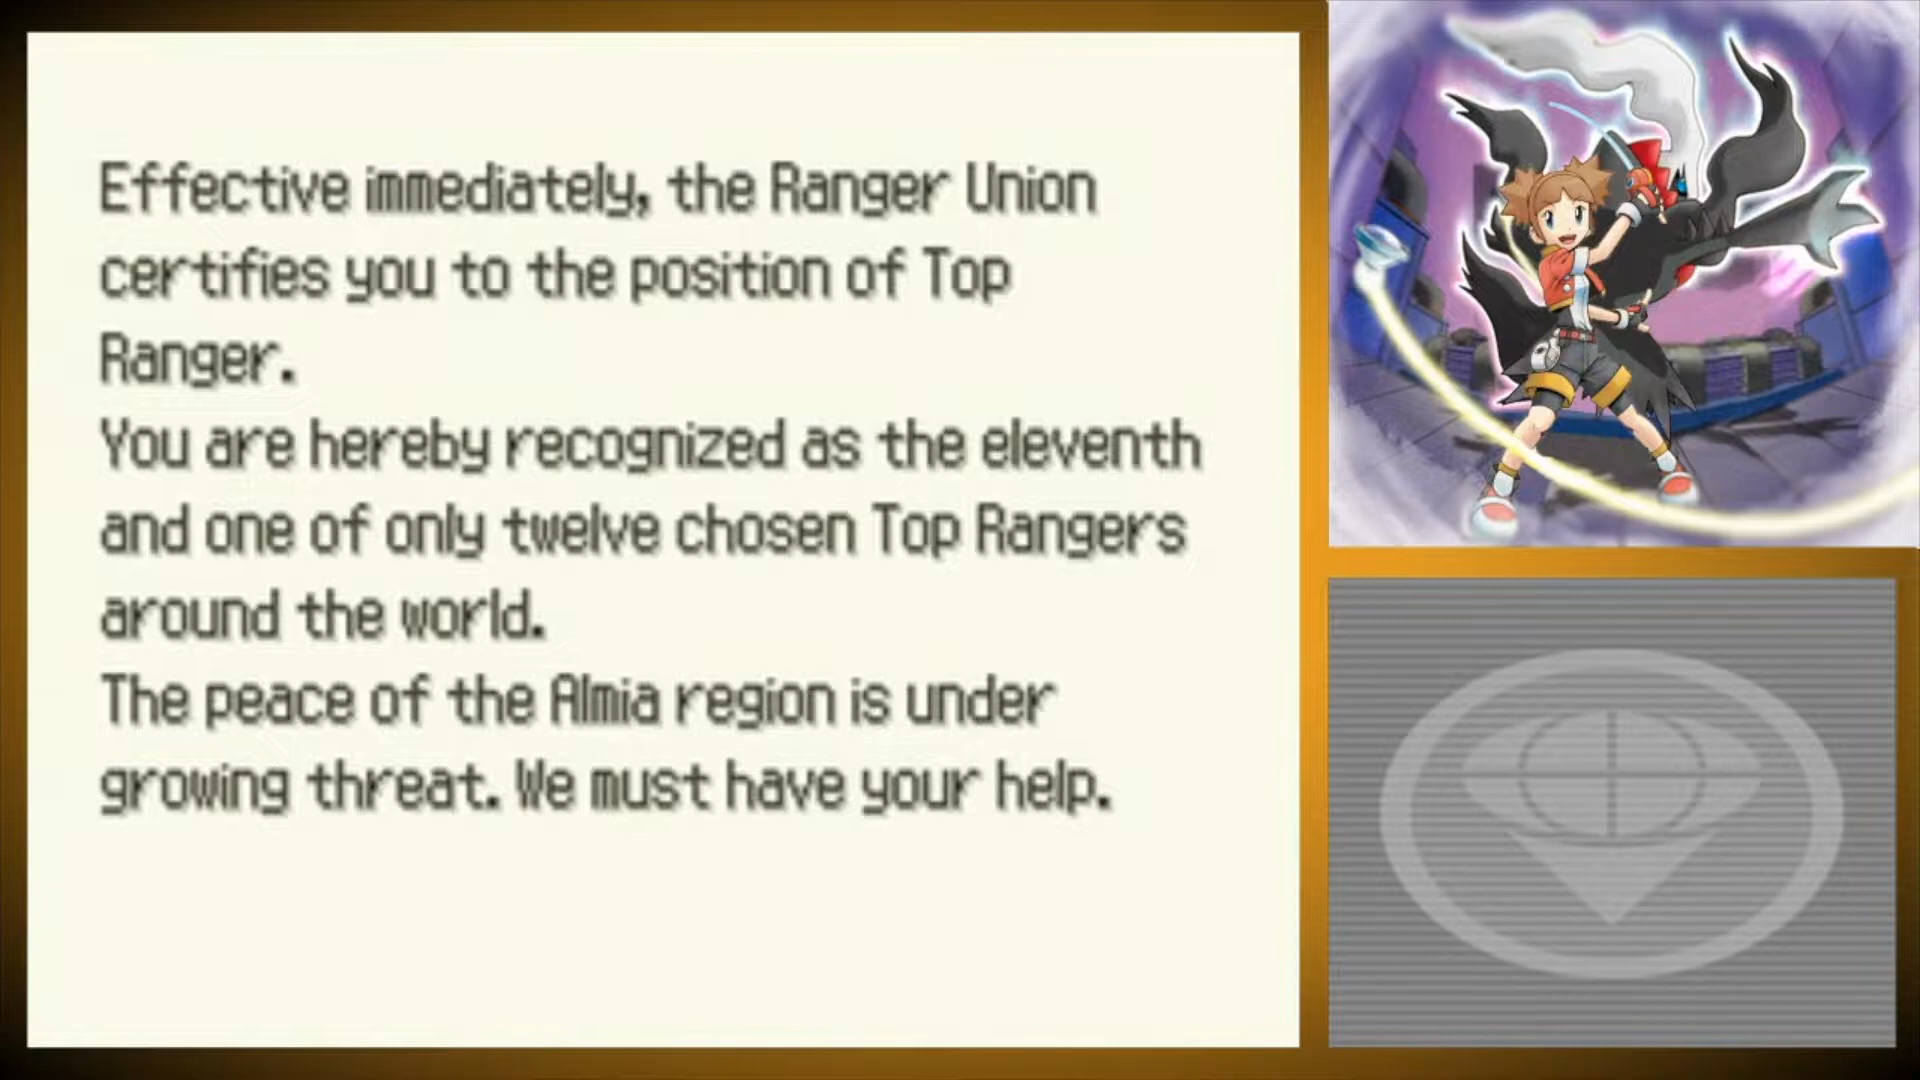 Effective immediately, the Ranger Union
certifies you to the position of Top
Ranger.
You are hereby recognized as the eleventh
and one of only twelve chosen Top Rangers
around the world.
The peace of the Almia region is under
growing threat. We must have your help.